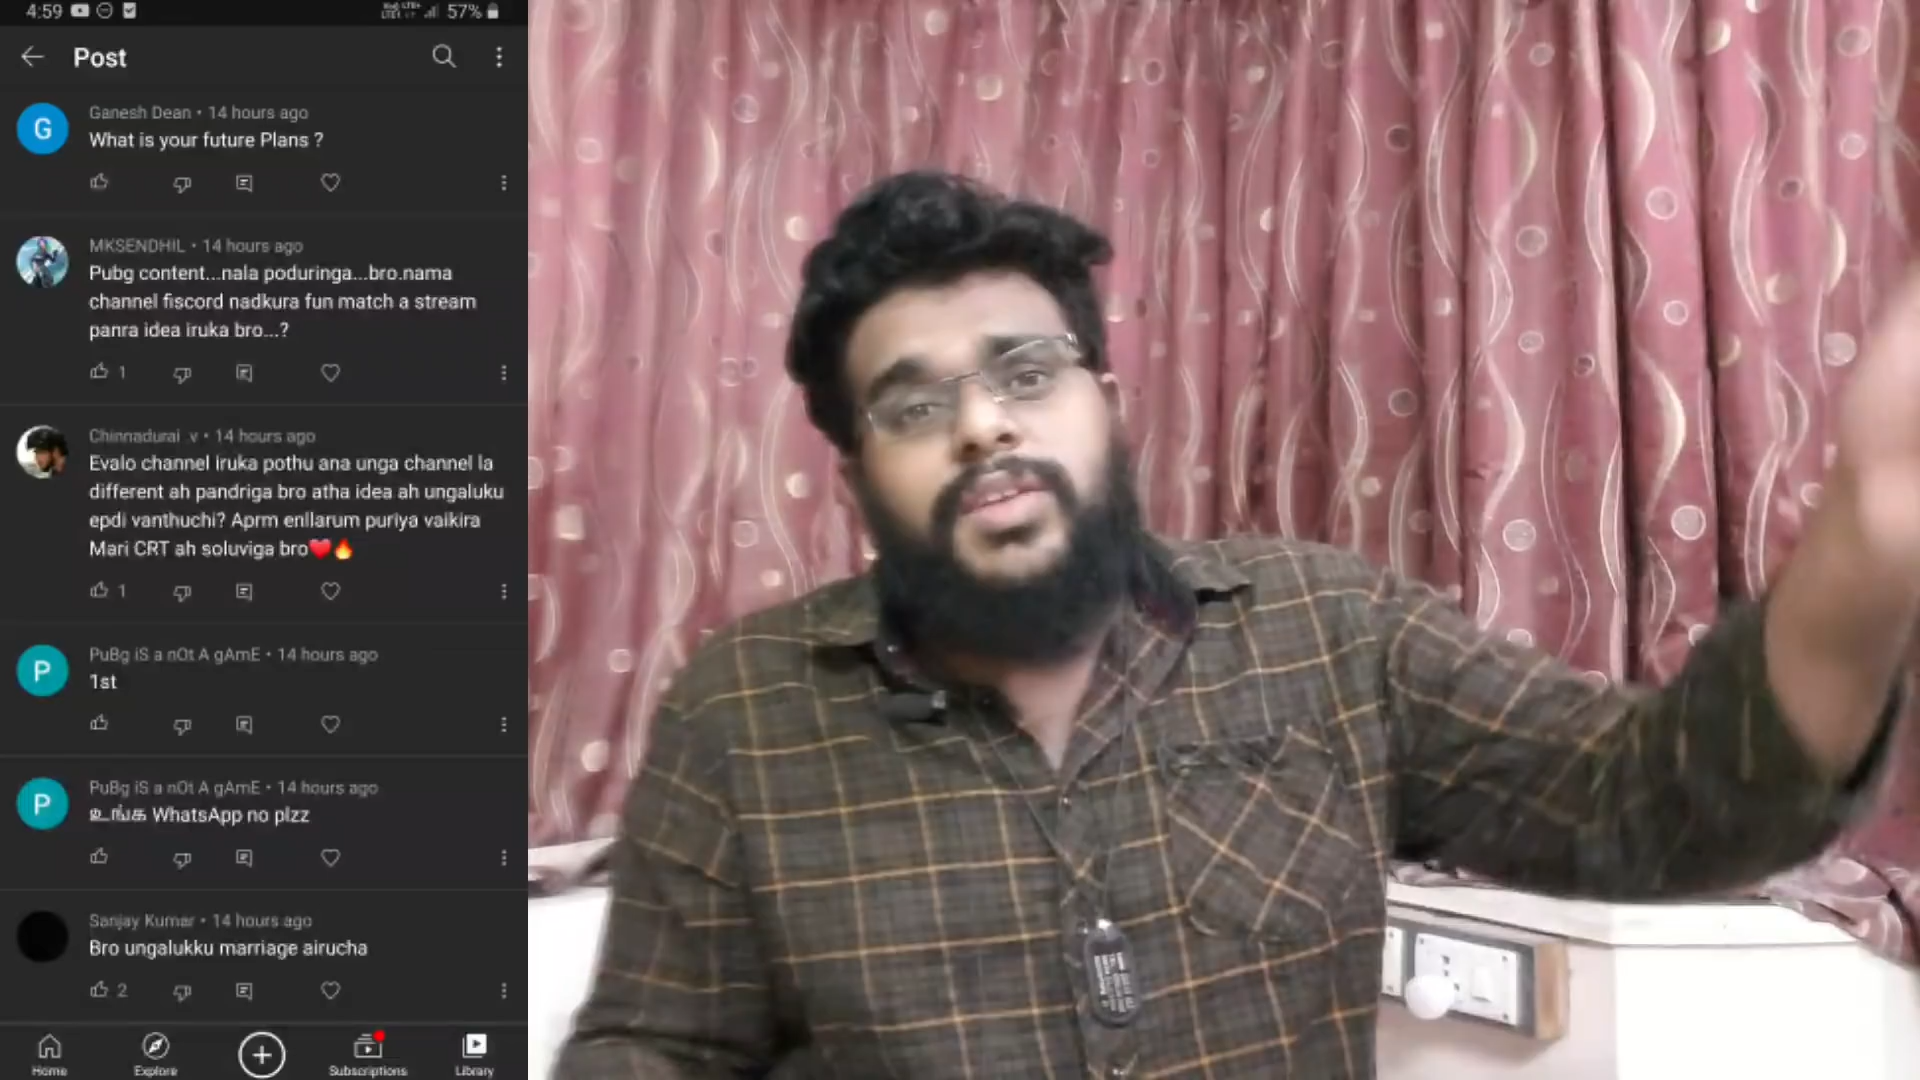 4:59
57%
Post
Ganesh Dean • 14 hours ago
What is your future Plans ?
MKSENDHIL • 14 hours ago
Pubg content...nala poduringa...bro.nama
channel fiscord nadkura fun match a stream
panra idea iruka bro...?
1
Chinnadurai .v • 14 hours ago
Evalo channel iruka pothu ana unga channel la
different ah pandriga bro atha idea ah ungaluku
epdi vanthuchi? Aprm enllarum puriya vaikira
Mari CRT ah soluviga bro❤️🔥
1
P
PuBg iS a nOt A gAmE • 14 hours ago
1st
P
PuBg iS a nOt A gAmE • 14 hours ago
உங்க WhatsApp no plzz
Sanjay Kumar • 14 hours ago
Bro ungalukku marriage airucha
2
Home
Explore
Subscriptions
Library